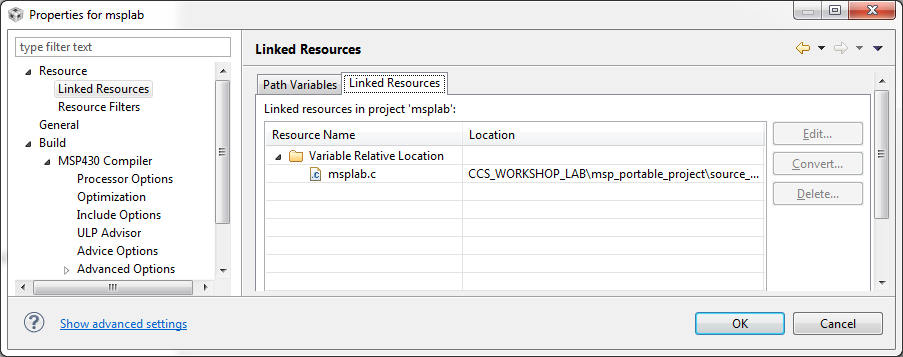 Properties for msplab
type filter text
Resource
Linked Resources
Resource Filters
General
Build
MSP430 Compiler
Processor Options
Optimization
Include Options
ULP Advisor
Advice Options
Advanced Options
Linked Resources
Path Variables
Linked Resources
Linked resources in project 'msplab':
Resource Name
Location
Variable Relative Location
.c
msplab.c
CCS_WORKSHOP_LAB\msp_portable_project\source_...
Edit...
Convert...
Delete...
?
Show advanced settings
OK
Cancel